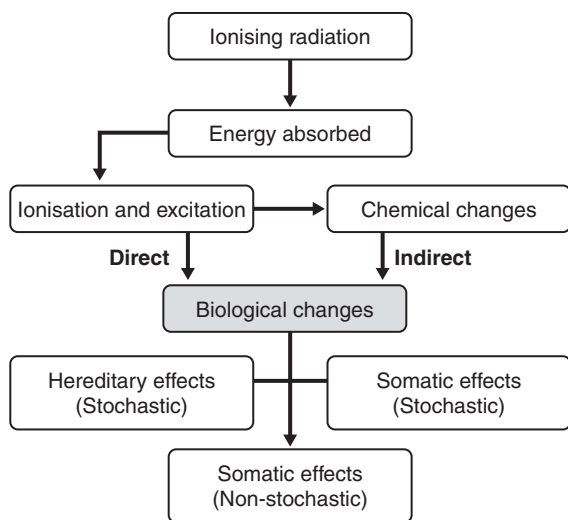 Ionising radiation
Energy absorbed
Ionisation and excitation
Chemical changes
Direct
Indirect
Biological changes
Hereditary effects
(Stochastic)
Somatic effects
(Stochastic)
Somatic effects
(Non-stochastic)